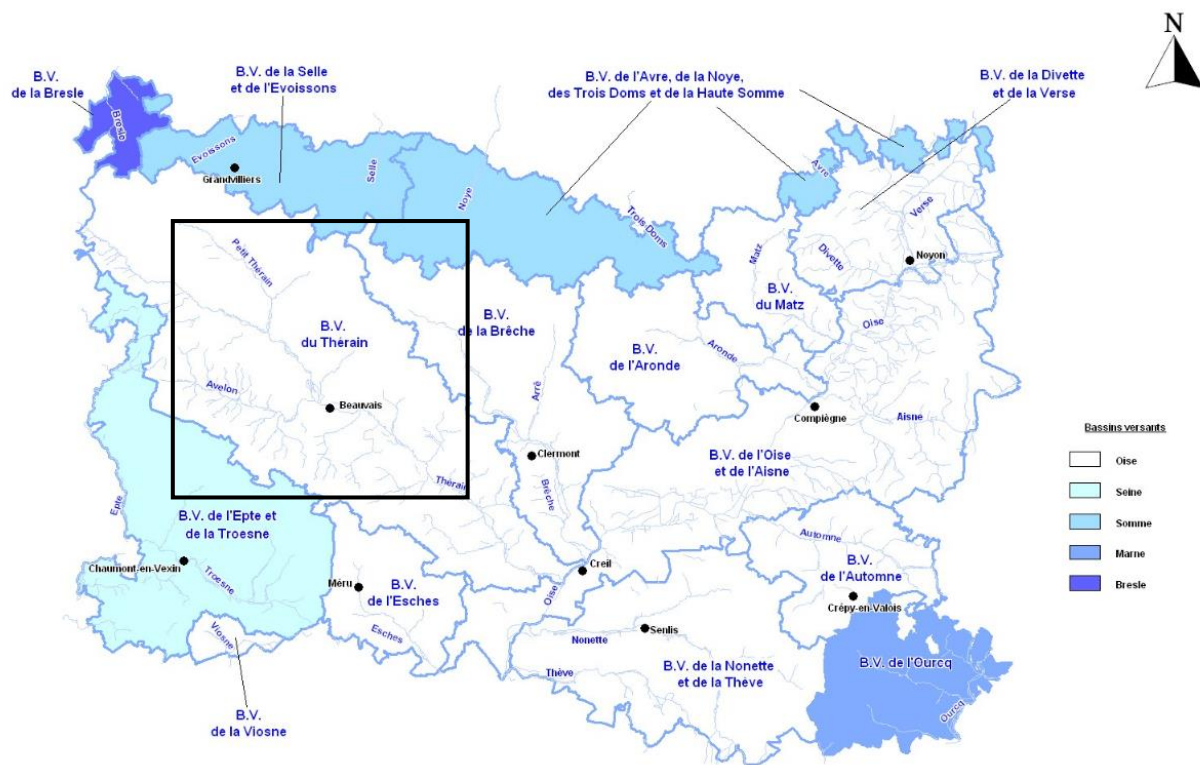 N
B.V.
de la Bresle
B.V. de la Selle
et de l'Evoissons
B.V. de l'Avre, de la Noye,
des Trois Doms et de la Haute Somme
B.V. de la Divette
et de la Verse
Bresle
Evoissons
Grandvilliers
Selle
Noye
Trois Doms
Avre
Verse
Divette
Noyon
Matz
B.V.
du Matz
Petit Thérain
B.V.
du Thérain
B.V.
de la Brêche
B.V.
de l'Aronde
Aronde
Oise
Avelon
Beauvais
Arré
Compiègne
Aisne
Clermont
B.V. de l'Oise
et de l'Aisne
Brêche
Thérain
Epte
B.V. de l'Epte et
de la Troesne
Chaumont-en-Vexin
Troesne
Méru
B.V.
de l'Esches
Esches
Creil
Oise
Automne
B.V.
de l'Automne
Crépy-en-Valois
Viosne
B.V.
de la Viosne
Nonette
Senlis
Thève
B.V. de la Nonette
et de la Thève
B.V. de l'Ourcq
Ourcq
Bassins versants
Oise
Seine
Somme
Marne
Bresle